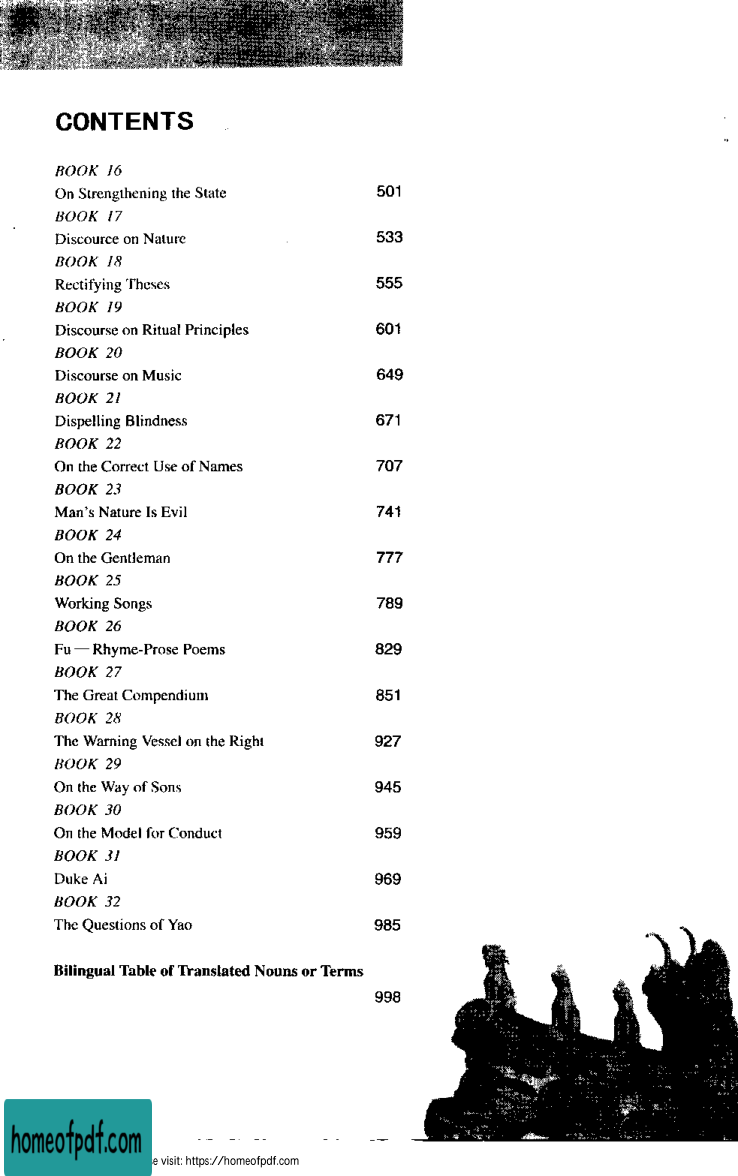 CONTENTS
BOOK 16
On Strengthening the State 501
BOOK 17
Discource on Nature 533
BOOK 18
Rectifying Theses 555
BOOK 19
Discourse on Ritual Principles 601
BOOK 20
Discourse on Music 649
BOOK 21
Dispelling Blindness 671
BOOK 22
On the Correct Use of Names 707
BOOK 23
Man's Nature Is Evil 741
BOOK 24
On the Gentleman 777
BOOK 25
Working Songs 789
BOOK 26
Fu — Rhyme-Prose Poems 829
BOOK 27
The Great Compendium 851
BOOK 28
The Warning Vessel on the Right 927
BOOK 29
On the Way of Sons 945
BOOK 30
On the Model for Conduct 959
BOOK 31
Duke Ai 969
BOOK 32
The Questions of Yao 985
Bilingual Table of Translated Nouns or Terms
998
homeofpdf.com
visit: https://homeofpdf.com